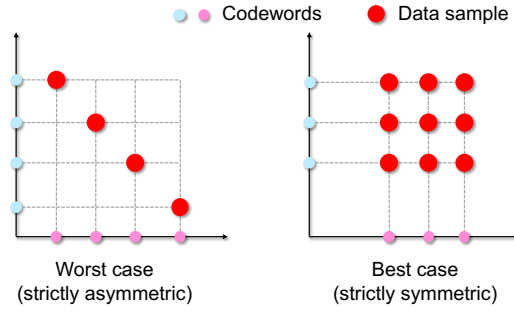 Codewords Data sample
Worst case
(strictly asymmetric)
Best case
(strictly symmetric)